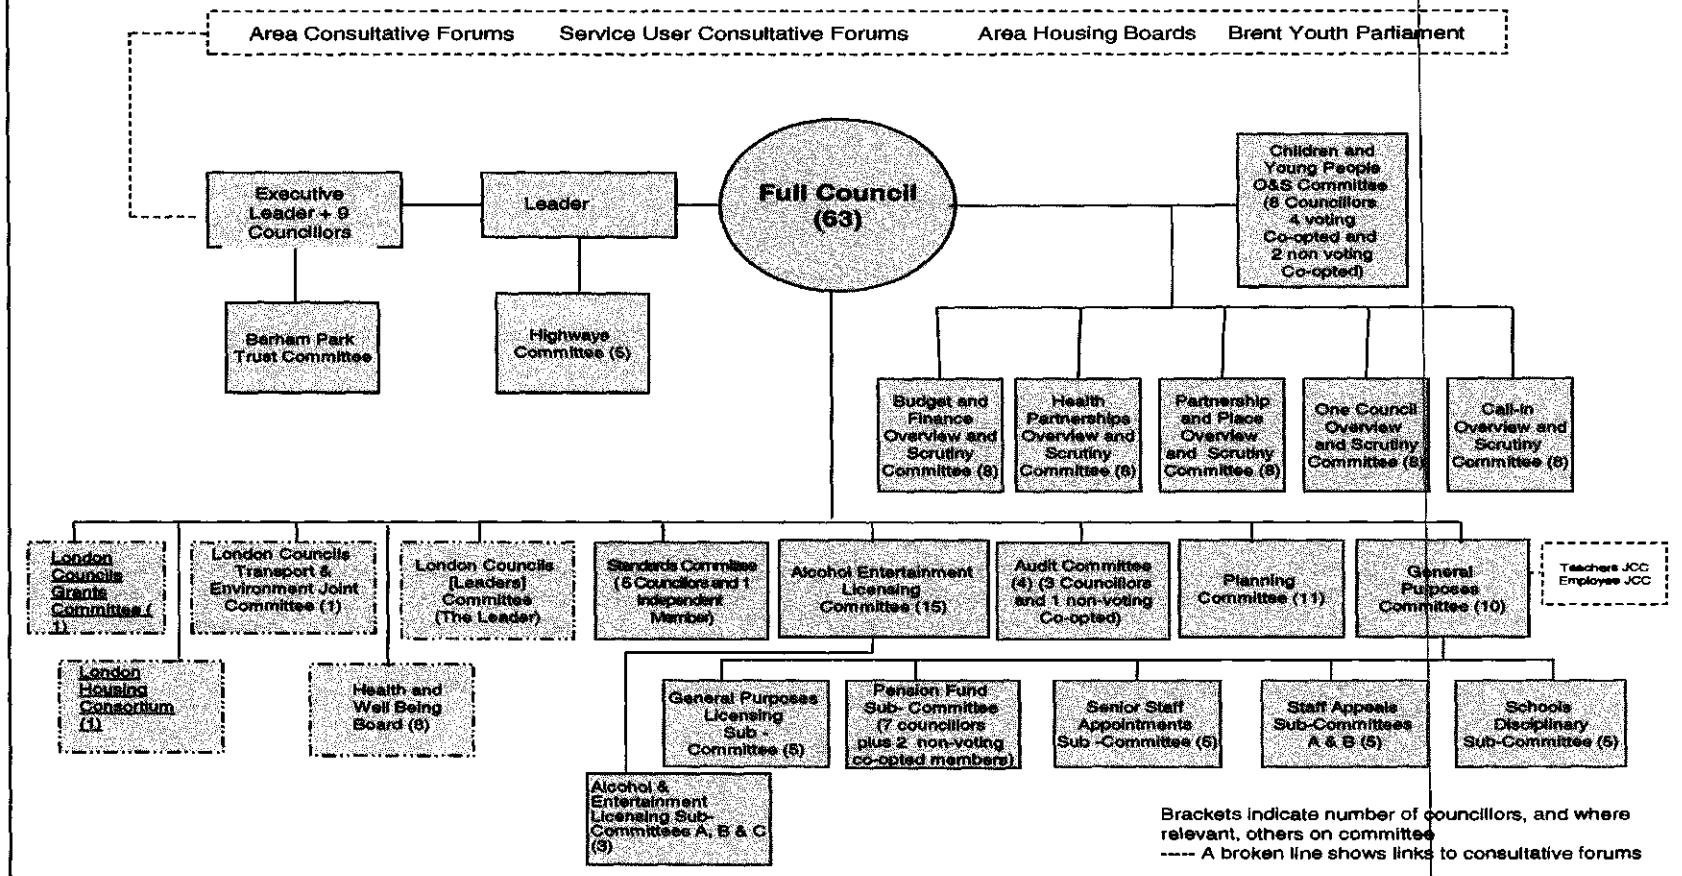 Area Consultative Forums    Service User Consultative Forums    Area Housing Boards    Brent Youth Parliament
Full Council
(63)
Executive
Leader + 9
Councillors
Leader
Children and
Young People
O&S Committee
(8 Councillors
4 voting
Co-opted and
2 non voting
Co-opted)
Barham Park
Trust Committee
Highways
Committee (5)
Budget and
Finance
Overview and
Scrutiny
Committee (8)
Health
Partnerships
Overview and
Scrutiny
Committee (8)
Partnership
and Place
Overview
and Scrutiny
Committee (8)
One Council
Overview
and Scrutiny
Committee (8)
Call-in
Overview and
Scrutiny
Committee (8)
London
Councils
Grants
Committee (
1)
London Councils
Transport &
Environment Joint
Committee (1)
London Councils
[Leaders]
Committee
(The Leader)
Standards Committee
(5 Councillors and 1
Independent
Member)
Alcohol Entertainment
Licensing
Committee (15)
Audit Committee
(4) (3 Councillors
and 1 non-voting
Co-opted)
Planning
Committee (11)
General
Purposes
Committee (10)
Teachers JCC
Employee JCC
London
Housing
Consortium
(1)
Health and
Well Being
Board (8)
General Purposes
Licensing
Sub -
Committee (5)
Pension Fund
Sub- Committee
(7 councillors
plus 2 non-voting
co-opted members)
Senior Staff
Appointments
Sub -Committee (5)
Staff Appeals
Sub-Committees
A & B (5)
Schools
Disciplinary
Sub-Committee (5)
Alcohol &
Entertainment
Licensing Sub-
Committees A, B & C
(3)
Brackets indicate number of councillors, and where
relevant, others on committee
----- A broken line shows links to consultative forums